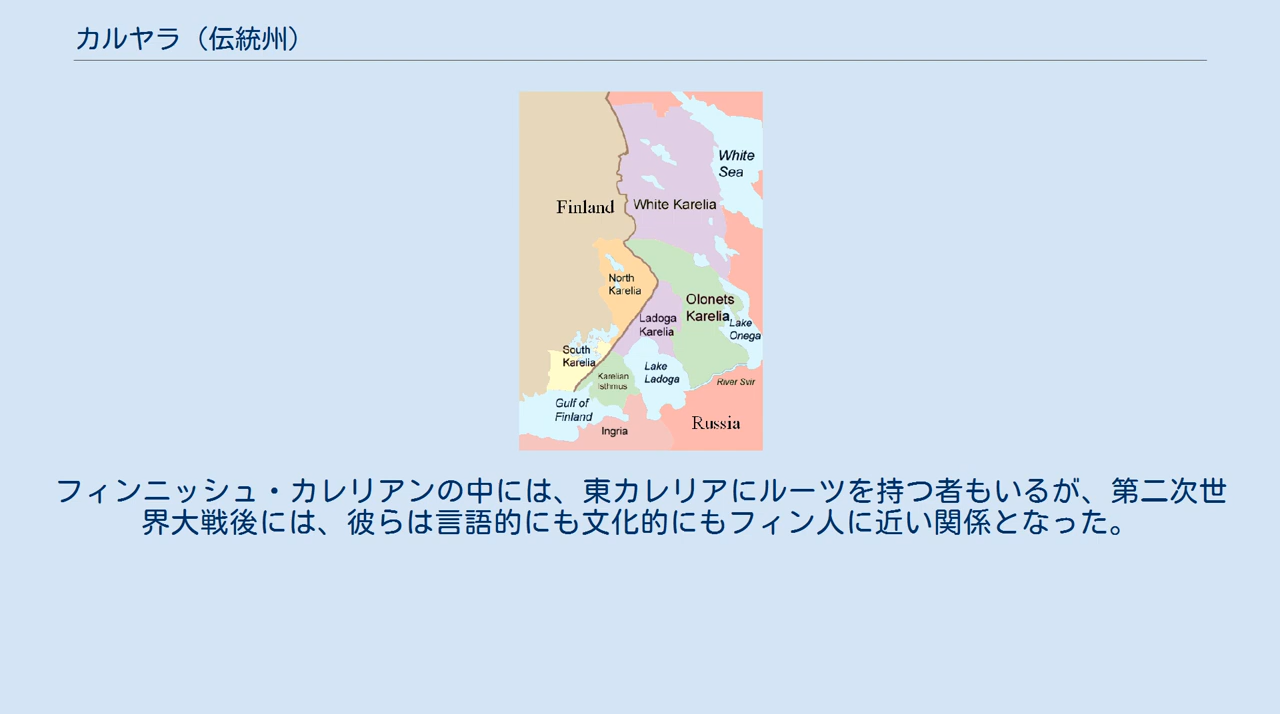 カルヤラ（伝統州）
White
Sea
Finland
White Karelia
North
Karelia
Olonets
Karelia
Ladoga
Karelia
Lake
Onega
South
Karelia
Lake
Ladoga
Karelian
Isthmus
River Svir
Gulf of
Finland
Russia
Ingria
フィンニッシュ・カレリアンの中には、東カレリアにルーツを持つ者もいるが、第二次世
界大戦後には、彼らは言語的にも文化的にもフィン人に近い関係となった。